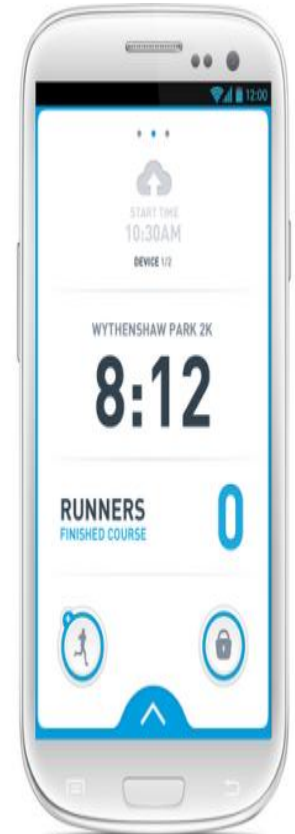 12:00
START TIME
10:30AM
DEVICE 1/2
WYTHENSHAW PARK 2K
8:12
RUNNERS 0
FINISHED COURSE